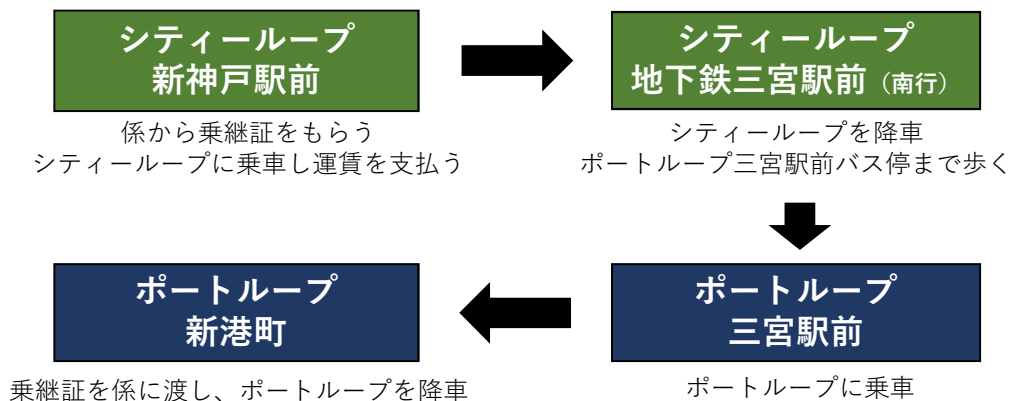 シティーループ
新神戸駅前
係から乗継証をもらう
シティーループに乗車し運賃を支払う
シティーループ
地下鉄三宮駅前（南行）
シティーループを降車
ポートループ三宮駅前バス停まで歩く
ポートループ
三宮駅前
ポートループに乗車
ポートループ
新港町
乗継証を係に渡し、ポートループを降車